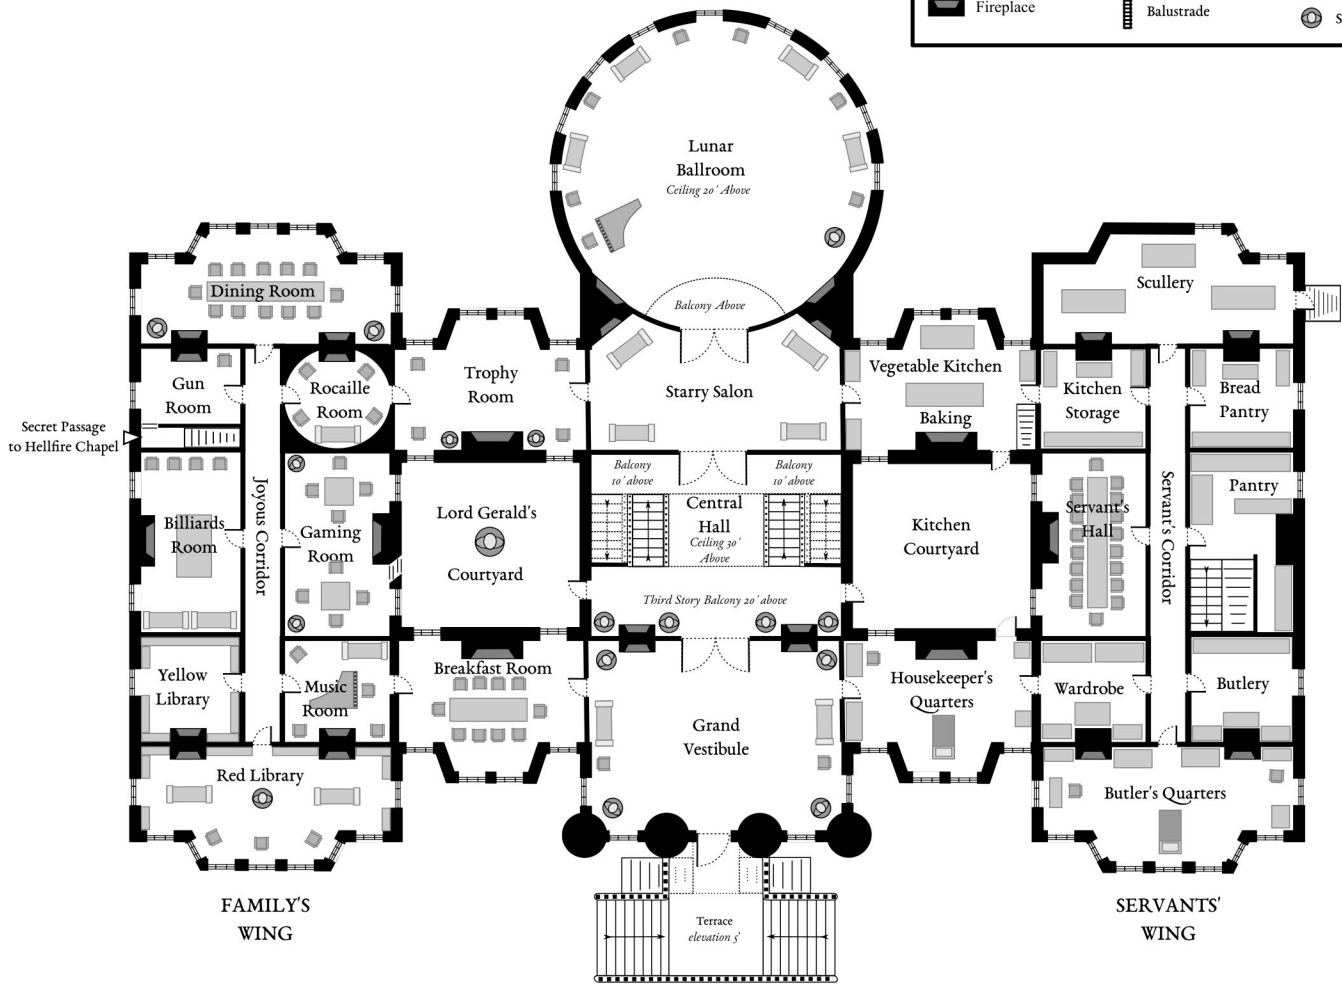 Fireplace
Balustrade
S
Lunar
Ballroom
Ceiling 20' Above
Balcony Above
Dining Room
Scullery
Gun
Room
Rocaille
Room
Trophy
Room
Starry Salon
Vegetable Kitchen
Baking
Kitchen
Storage
Bread
Pantry
Secret Passage
to Hellfire Chapel
Joyous Corridor
Billiards
Room
Gaming
Room
Lord Gerald's
Courtyard
Balcony
10' above
Balcony
10' above
Central
Hall
Ceiling 30'
Above
Third Story Balcony 20' above
Kitchen
Courtyard
Servant's
Hall
Servant's Corridor
Pantry
Yellow
Library
Music
Room
Breakfast Room
Grand
Vestibule
Housekeeper's
Quarters
Wardrobe
Butlery
Red Library
Butler's Quarters
FAMILY'S
WING
Terrace
elevation 5'
SERVANTS'
WING